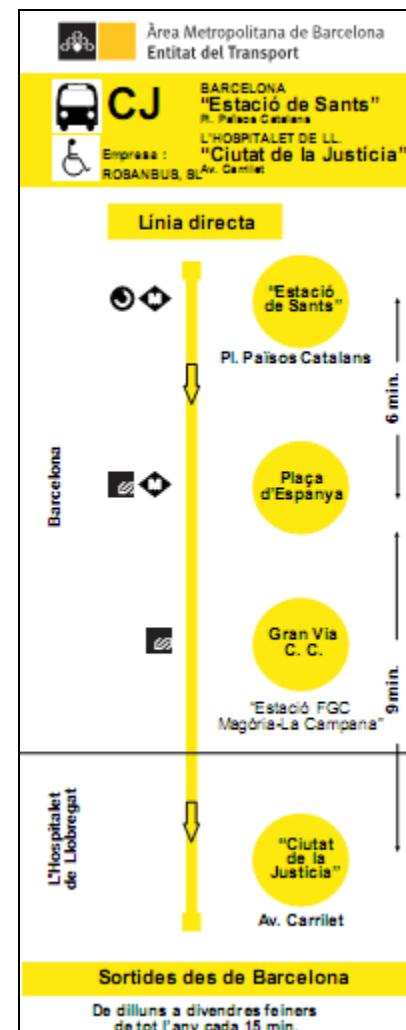 Àrea Metropolitana de Barcelona
Entitat del Transport
CJ
BARCELONA
"Estació de Sants"
Pl. Països Catalans
L'HOSPITALET DE LL.
"Ciutat de la Justícia"
Av. Carrilet
Empresa :
ROSANBUS, SL
Línia directa
"Estació
de Sants"
M
Pl. Països Catalans
6 min.
Barcelona
Plaça
d'Espanya
M
Gran Via
C. C.
"Estació FGC
Magòria-La Campana"
9 min.
L'Hospitalet
de Llobregat
"Ciutat
de la
Justícia"
Av. Carrilet
Sortides des de Barcelona
De dilluns a divendres feiners
de tot l'any cada 15 min.